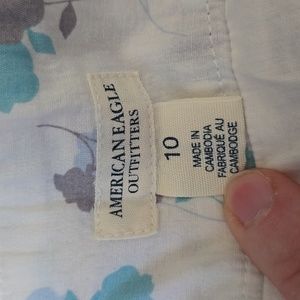 AMERICAN EAGLE
OUTFITTERS
10
MADE IN
CAMBODIA
FABRIQUÉ AU
CAMBODGE